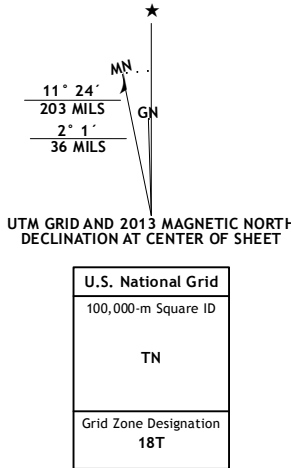 MN
GN
11° 24´
203 MILS
2° 1´
36 MILS
UTM GRID AND 2013 MAGNETIC NORTH
DECLINATION AT CENTER OF SHEET
U.S. National Grid
100,000-m Square ID
TN
Grid Zone Designation
18T